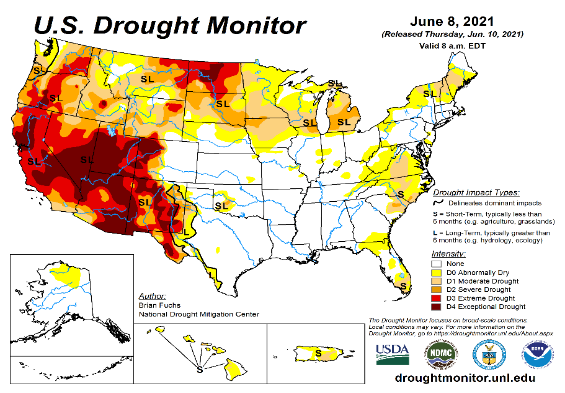 U.S. Drought Monitor
June 8, 2021
(Released Thursday, Jun. 10, 2021)
Valid 8 a.m. EDT
SL
SL
SL
SL
SL
SL
SL
SL
SL
SL
SL
SL
S
S
S
S
L
L
Drought Impact Types:
Delineates dominant impacts
S = Short-Term, typically less than
6 months (e.g. agriculture, grasslands)
L = Long-Term, typically greater than
6 months (e.g. hydrology, ecology)
Intensity:
None
D0 Abnormally Dry
D1 Moderate Drought
D2 Severe Drought
D3 Extreme Drought
D4 Exceptional Drought
Author:
Brian Fuchs
National Drought Mitigation Center
The Drought Monitor focuses on broad-scale conditions.
Local conditions may vary. For more information on the
Drought Monitor, go to https://droughtmonitor.unl.edu/About.aspx
USDA
NDMC
droughtmonitor.unl.edu